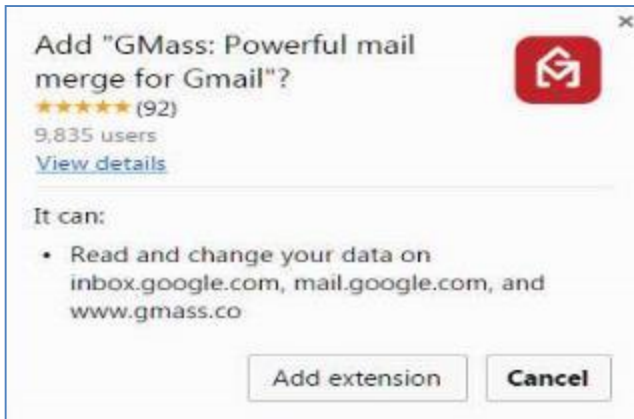 Add "GMass: Powerful mail
merge for Gmail"?
★★★★★ (92)
9,835 users
View details
It can:
• Read and change your data on
inbox.google.com, mail.google.com, and
www.gmass.co
Add extension
Cancel